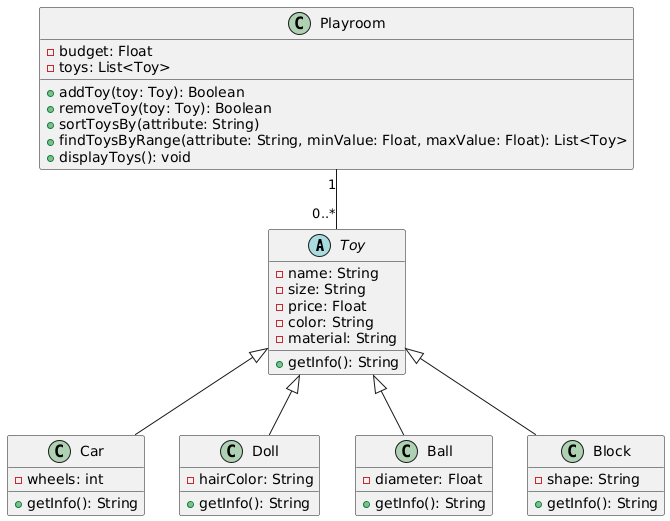 C Playroom
budget: Float
toys: List<Toy>
addToy(toy: Toy): Boolean
removeToy(toy: Toy): Boolean
sortToysBy(attribute: String)
findToysByRange(attribute: String, minValue: Float, maxValue: Float): List<Toy>
displayToys(): void
1
0..*
A Toy
name: String
size: String
price: Float
color: String
material: String
getInfo(): String
C Car
wheels: int
getInfo(): String
C Doll
hairColor: String
getInfo(): String
C Ball
diameter: Float
getInfo(): String
C Block
shape: String
getInfo(): String